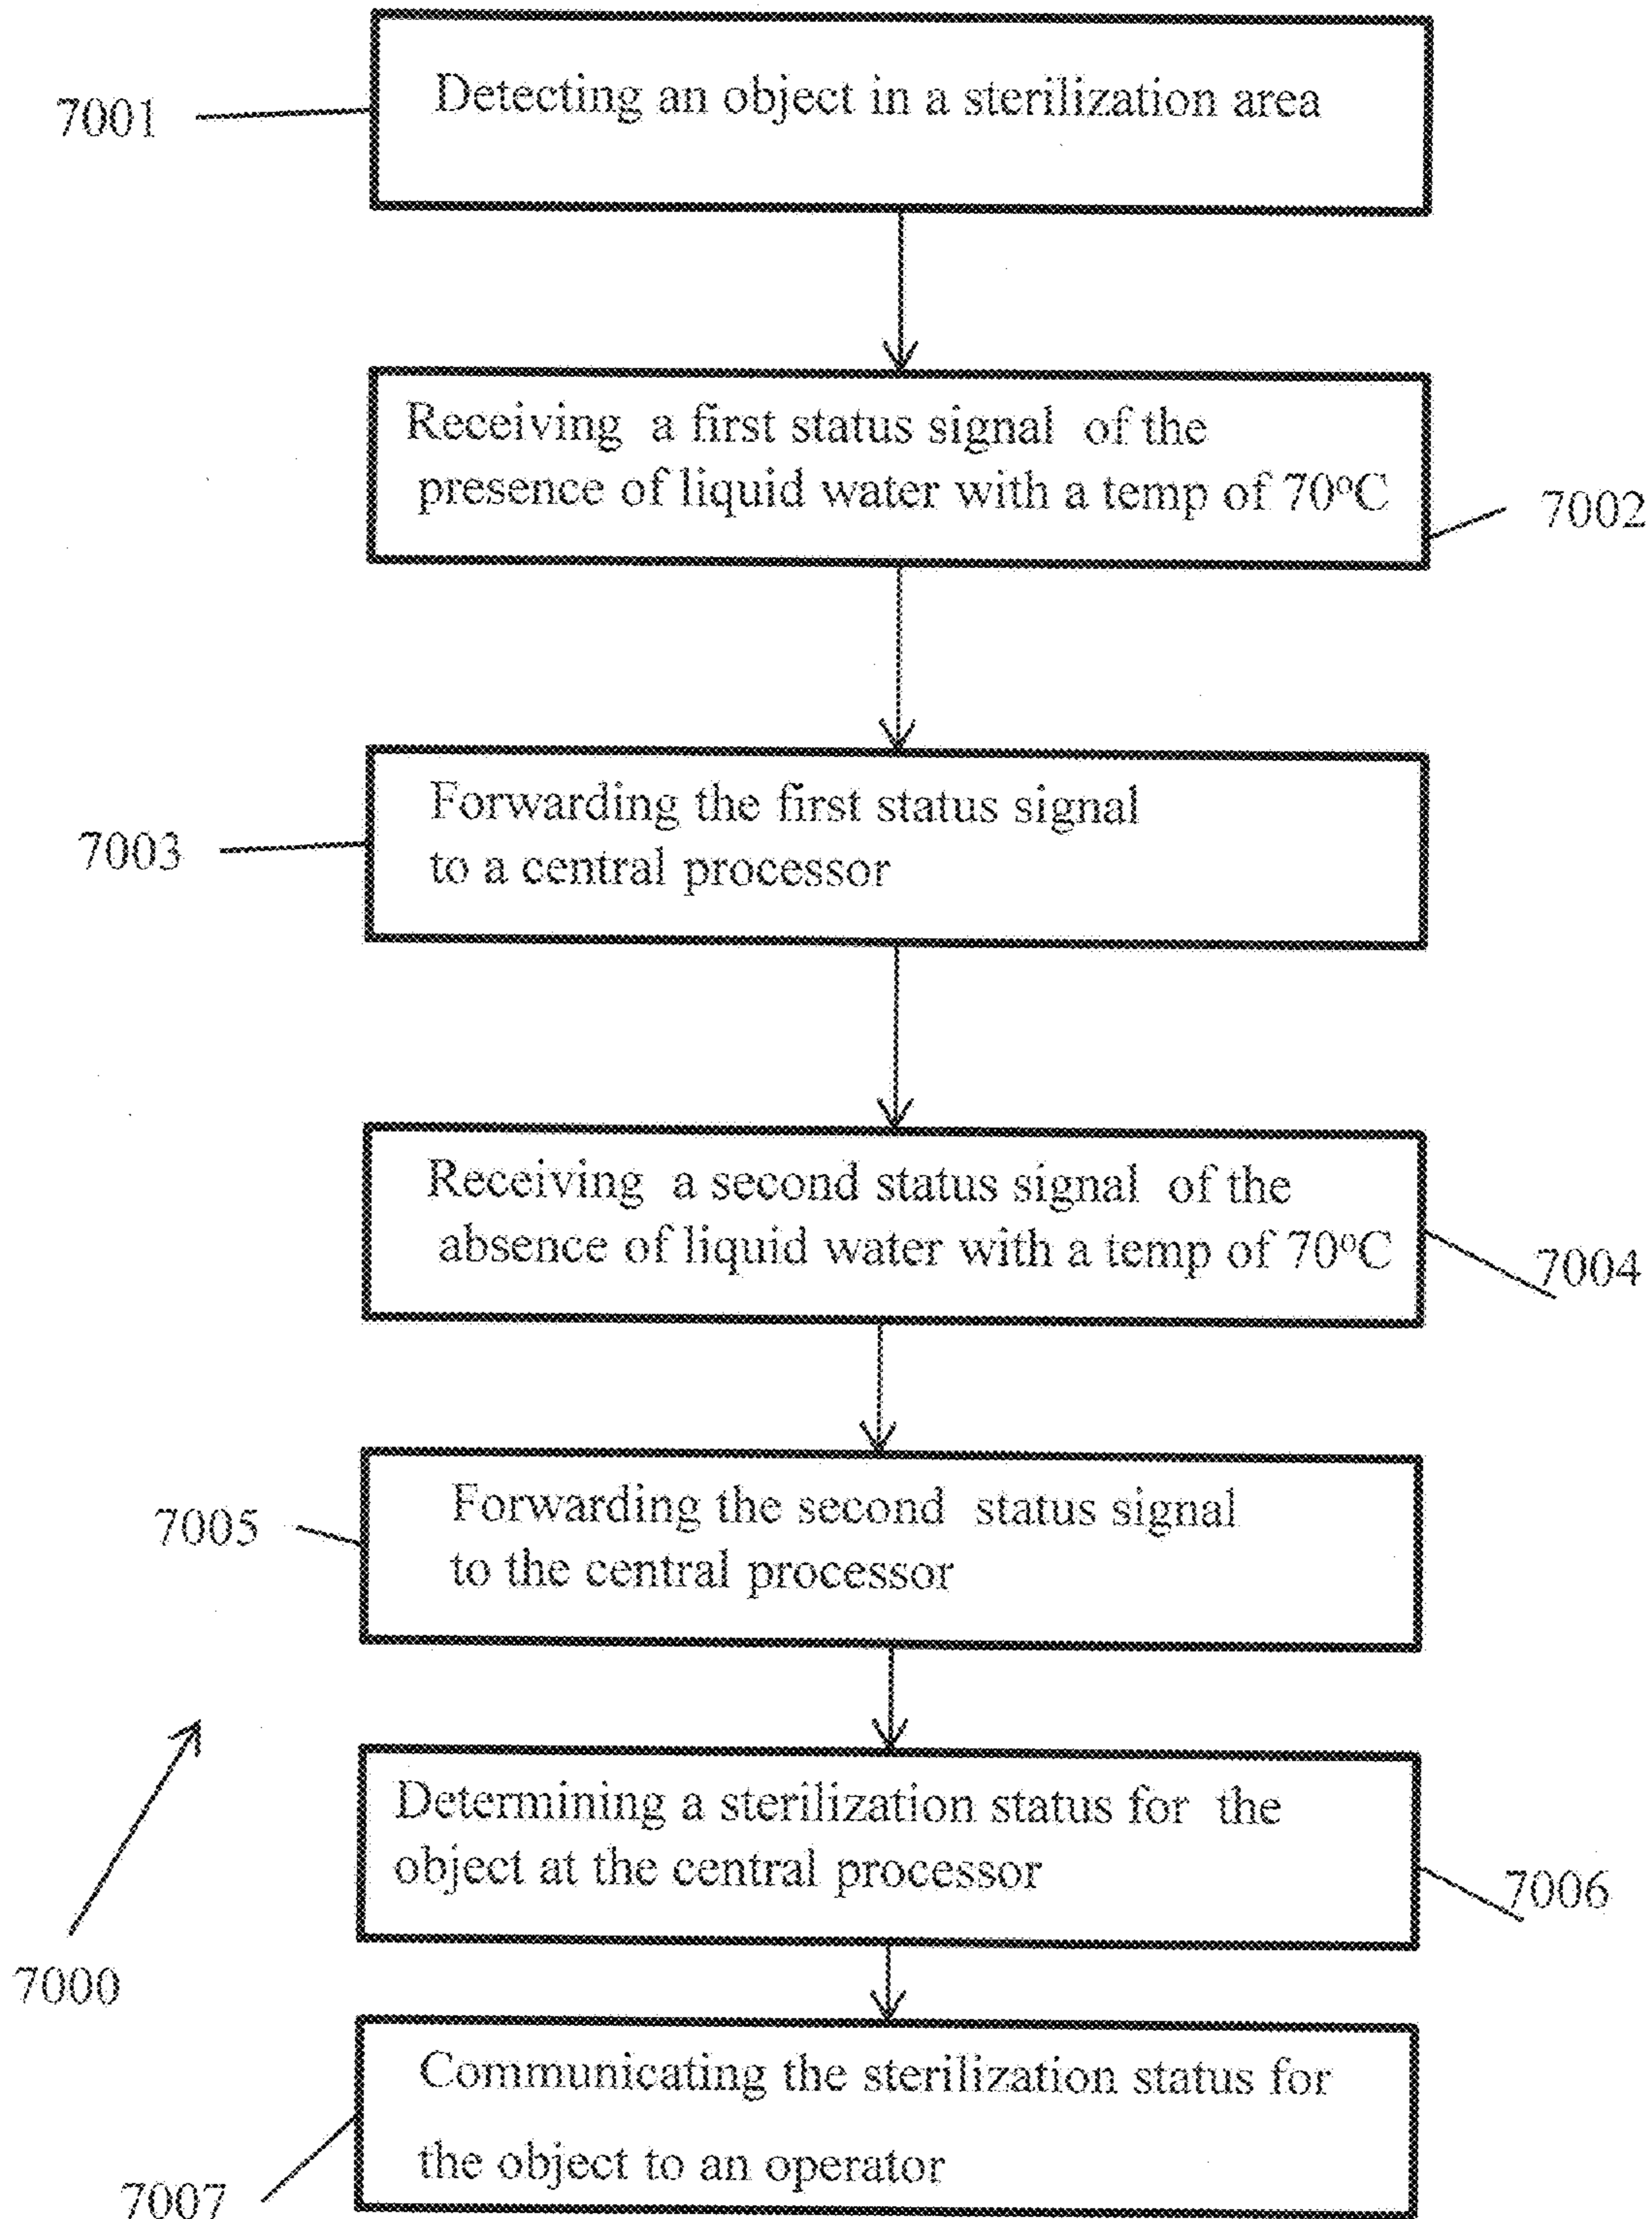 Detecting an object in a sterilization area
7001
Receiving a first status signal of the
presence of liquid water with a temp of 70ºC
7002
Forwarding the first status signal
to a central processor
7003
Receiving a second status signal of the
absence of liquid water with a temp of 70ºC
7004
Forwarding the second status signal
to the central processor
7005
Determining a sterilization status for the
object at the central processor
7006
7000
Communicating the sterilization status for
the object to an operator
7007